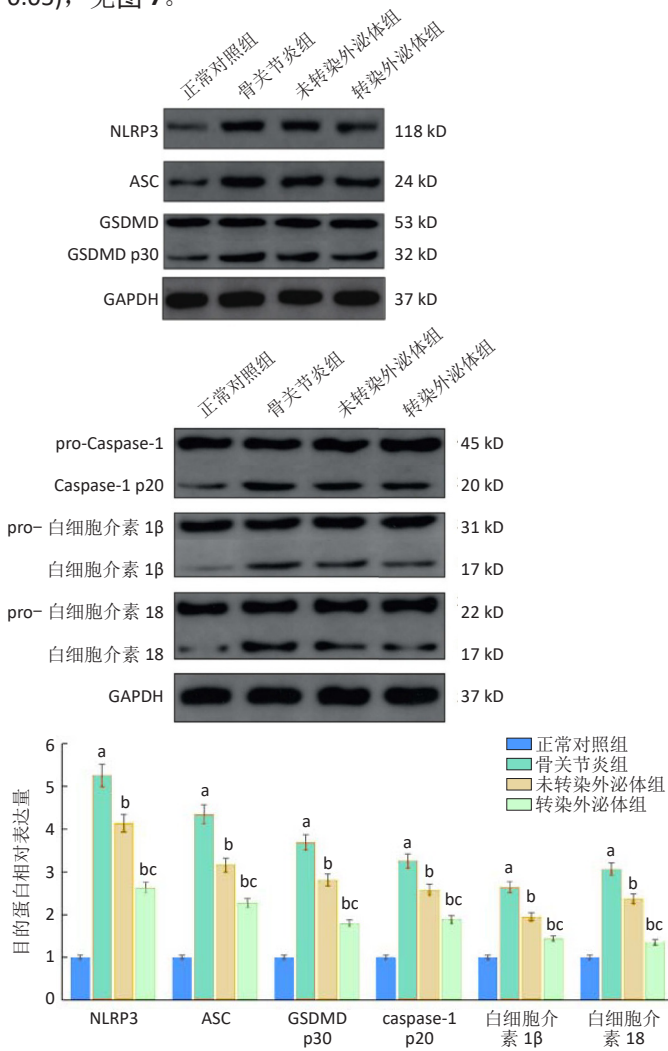 0.05)，见图 7。
正常对照组 骨关节炎组 未转染外泌体组 转染外泌体组
NLRP3 118 kD
ASC 24 kD
GSDMD 53 kD
GSDMD p30 32 kD
GAPDH 37 kD
正常对照组 骨关节炎组 未转染外泌体组 转染外泌体组
pro-Caspase-1 45 kD
Caspase-1 p20 20 kD
pro- 白细胞介素 1β 31 kD
白细胞介素 1β 17 kD
pro- 白细胞介素 18 22 kD
白细胞介素 18 17 kD
GAPDH 37 kD
目的蛋白相对表达量
6
5
4
3
2
1
0
正常对照组
骨关节炎组
未转染外泌体组
转染外泌体组
a b bc
a b bc
a b bc
a b bc
a b bc
a b bc
NLRP3 ASC GSDMD caspase-1 白细胞介 白细胞介
p30 p20 素 1β 素 18